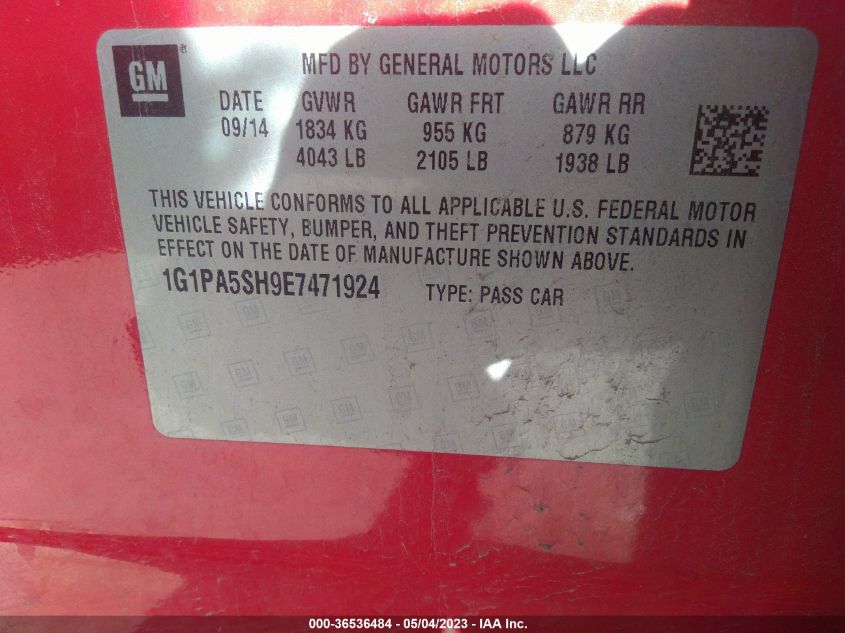 GM®
MFD BY GENERAL MOTORS LLC
DATE GVWR GAWR FRT GAWR RR
09/14 1834 KG 955 KG 879 KG
4043 LB 2105 LB 1938 LB
THIS VEHICLE CONFORMS TO ALL APPLICABLE U.S. FEDERAL MOTOR
VEHICLE SAFETY, BUMPER, AND THEFT PREVENTION STANDARDS IN
EFFECT ON THE DATE OF MANUFACTURE SHOWN ABOVE.
1G1PA5SH9E7471924 TYPE: PASS CAR
000-36536484 - 05/04/2023 - IAA Inc.